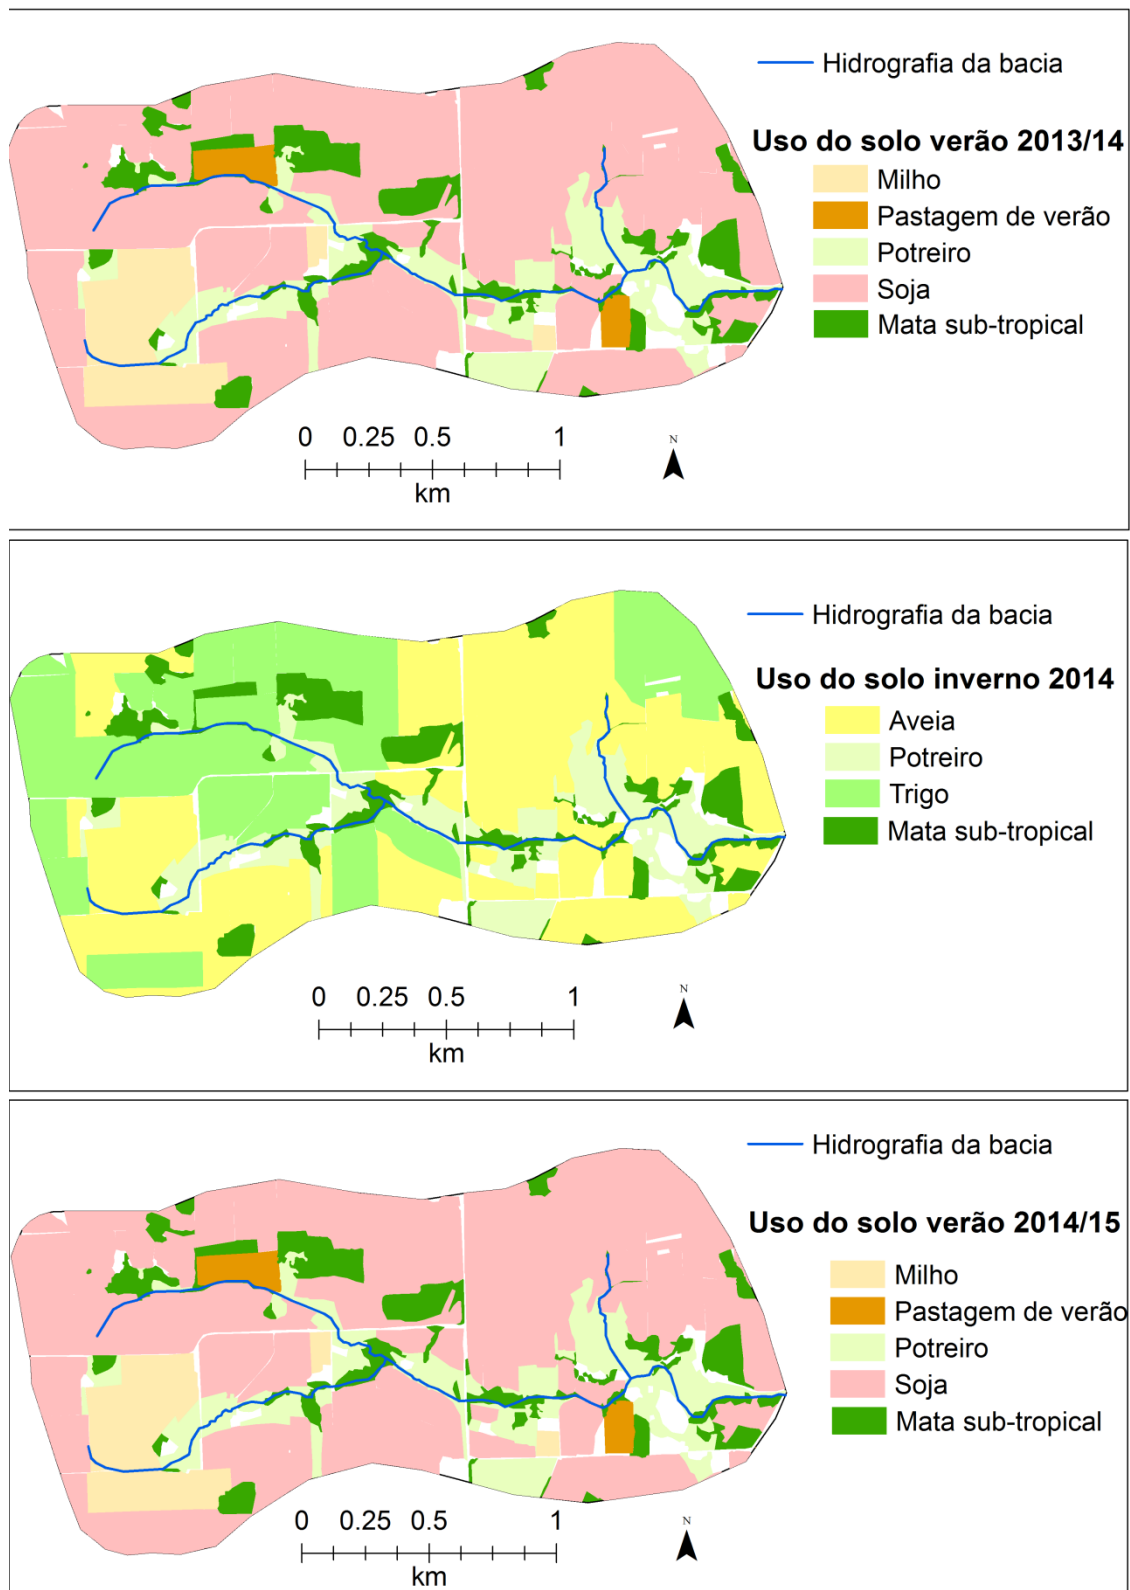 Hidrografia da bacia
Uso do solo verão 2013/14
Milho
Pastagem de verão
Potreiro
Soja
Mata sub-tropical
0 0.25 0.5 1
km
N
Hidrografia da bacia
Uso do solo inverno 2014
Aveia
Potreiro
Trigo
Mata sub-tropical
0 0.25 0.5 1
km
N
Hidrografia da bacia
Uso do solo verão 2014/15
Milho
Pastagem de verão
Potreiro
Soja
Mata sub-tropical
0 0.25 0.5 1
km
N